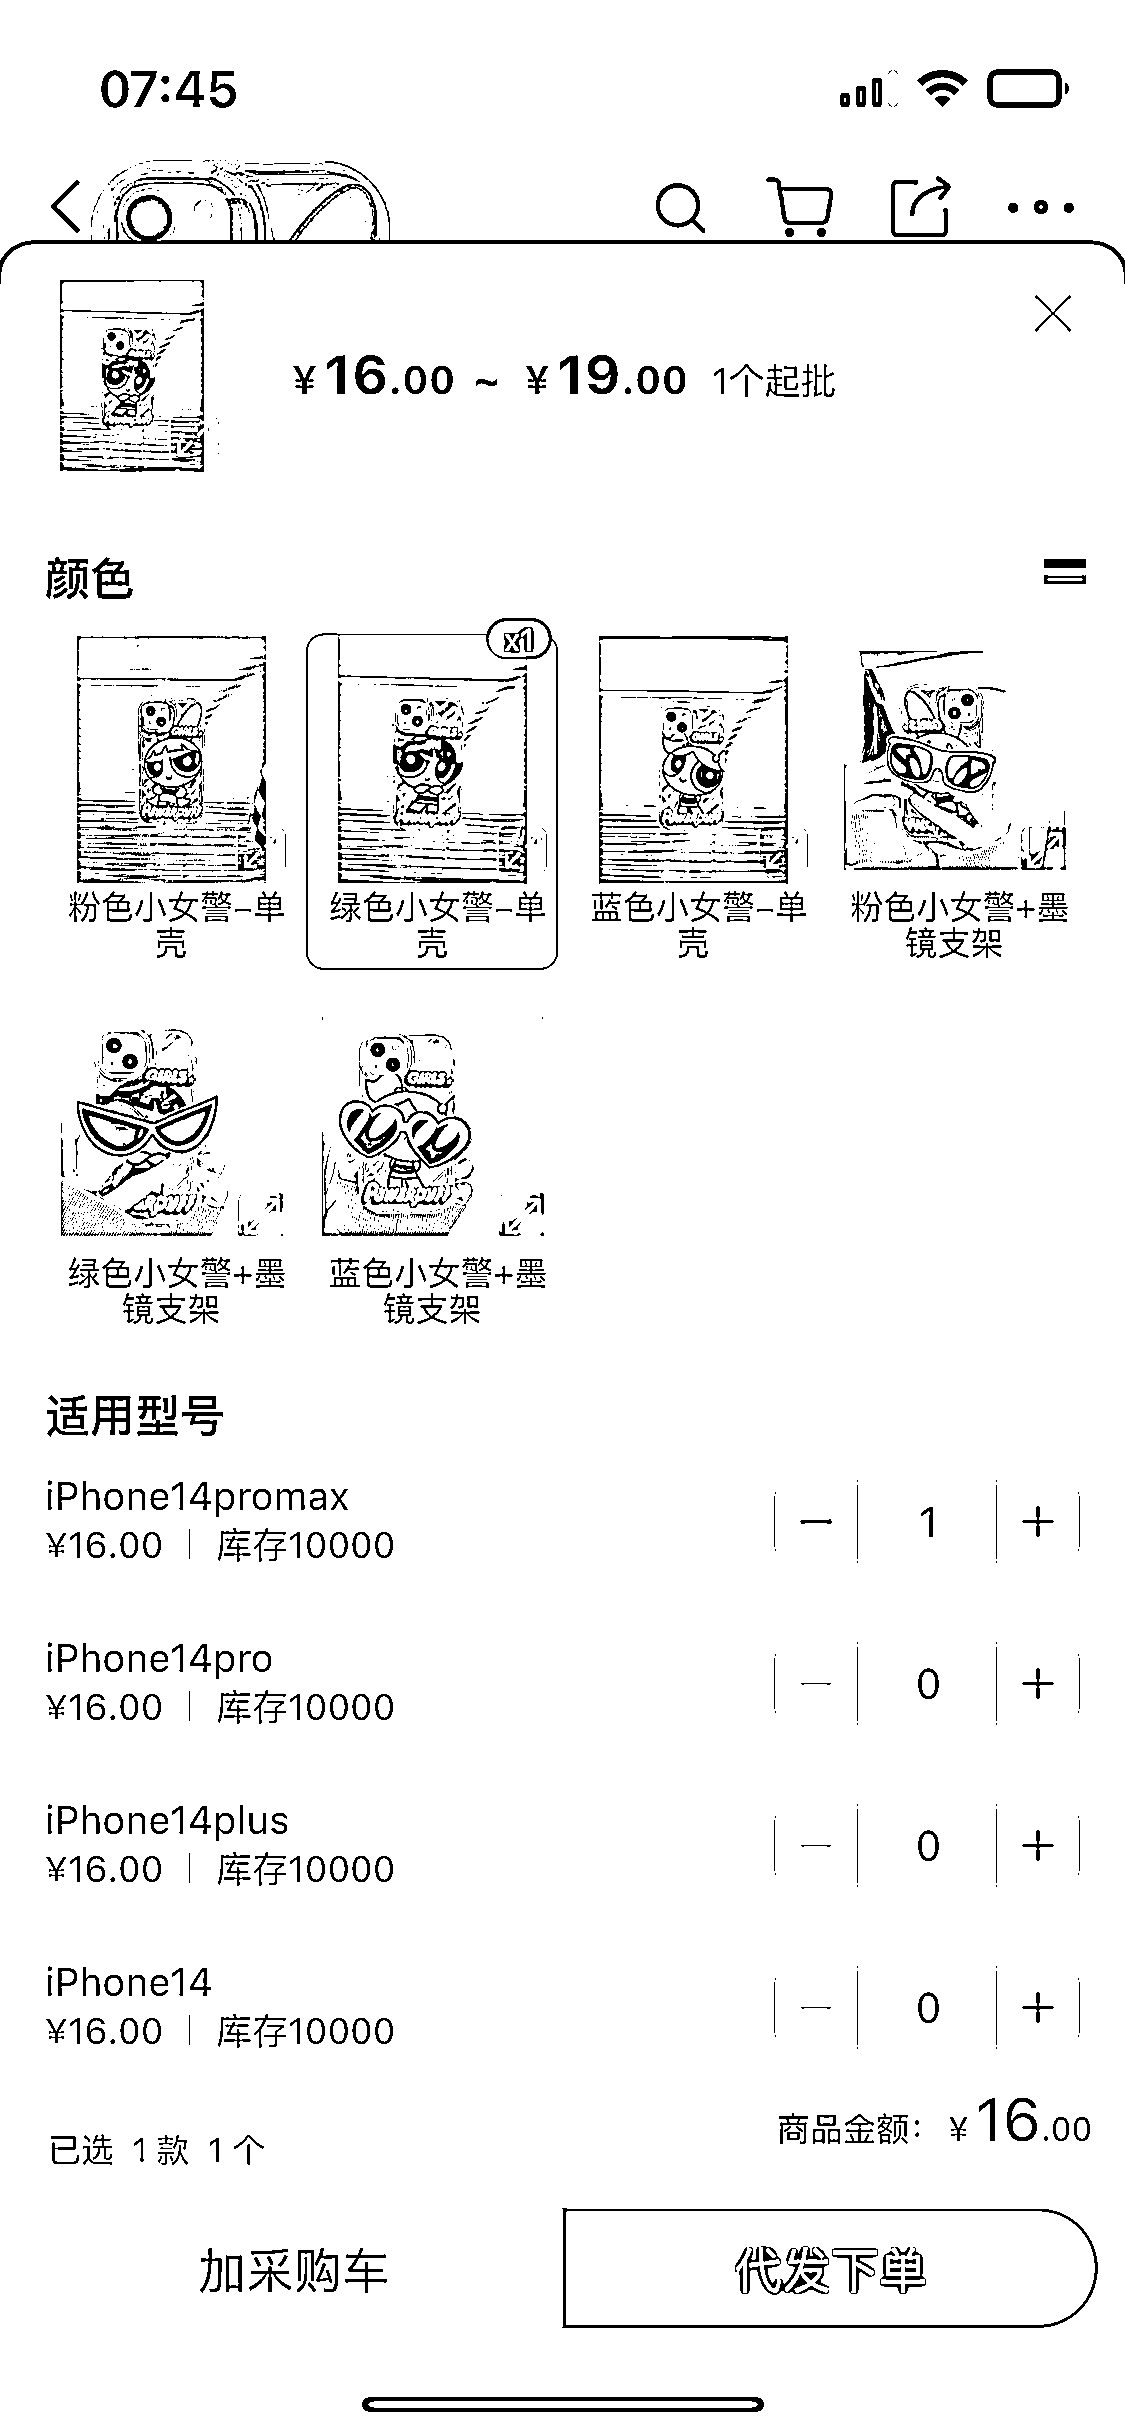 07:45
¥16.00 ~ ¥19.00 1个起批
颜色
x1
粉色小女警-单
壳
绿色小女警-单
壳
蓝色小女警-单
壳
粉色小女警+墨
镜支架
绿色小女警+墨
镜支架
蓝色小女警+墨
镜支架
适用型号
iPhone14promax
¥16.00 | 库存10000
1
iPhone14pro
¥16.00 | 库存10000
0
iPhone14plus
¥16.00 | 库存10000
0
iPhone14
¥16.00 | 库存10000
0
已选 1款 1个
商品金额: ¥16.00
加采购车
代发下单